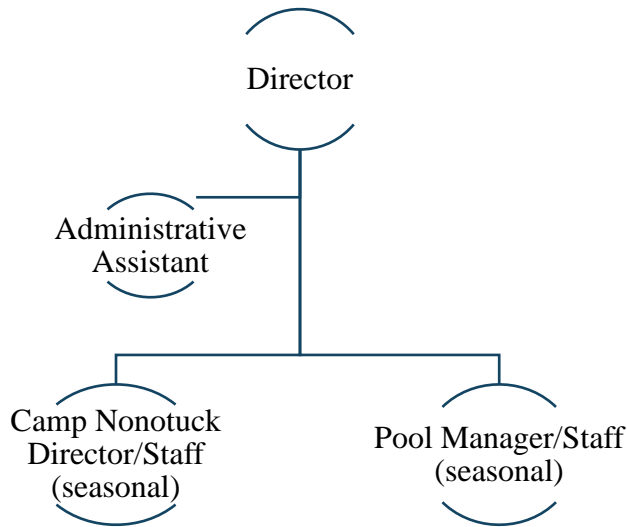 Director
Administrative
Assistant
Camp Nonotuck
Director/Staff
(seasonal)
Pool Manager/Staff
(seasonal)